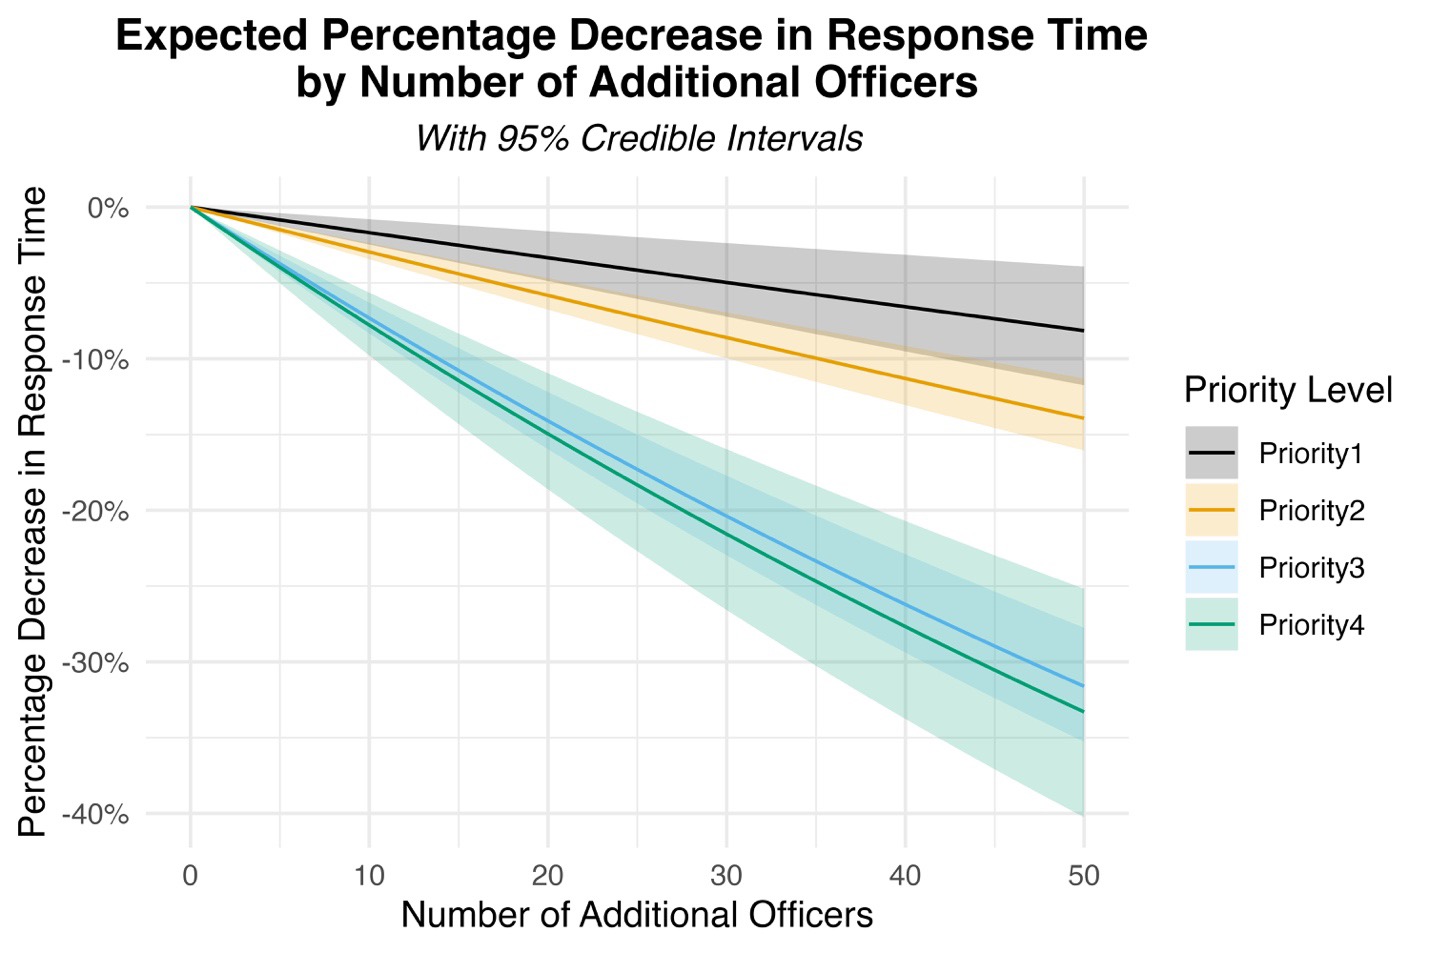 Expected Percentage Decrease in Response Time
by Number of Additional Officers
With 95% Credible Intervals
Percentage Decrease in Response Time
0%
-10%
-20%
-30%
-40%
0 10 20 30 40 50
Number of Additional Officers
Priority Level
Priority1
Priority2
Priority3
Priority4